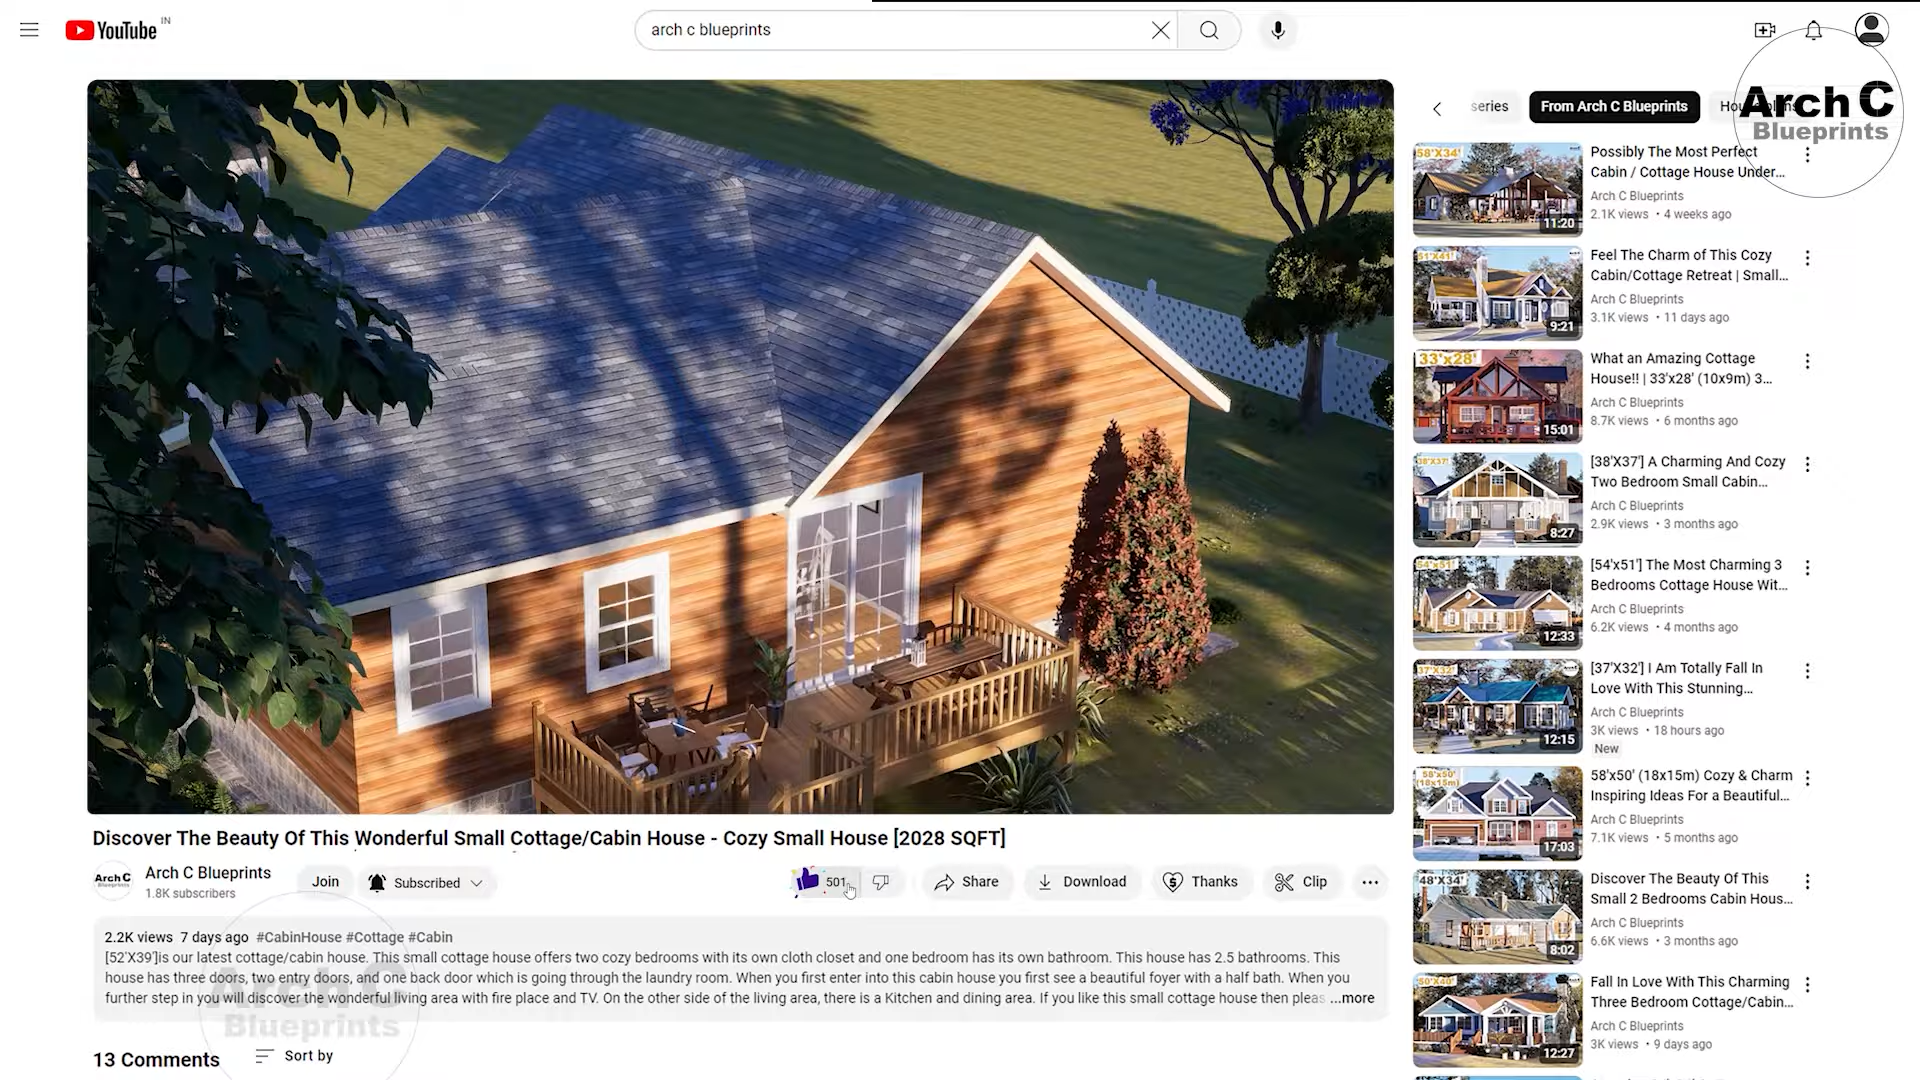 YouTube IN
arch c blueprints
series
From Arch C Blueprints
Arch C
Blueprints
58'X34'
11:20
Possibly The Most Perfect
Cabin / Cottage House Under...
Arch C Blueprints
2.1K views • 4 weeks ago
51'X41'
9:21
Feel The Charm of This Cozy
Cabin/Cottage Retreat | Small...
Arch C Blueprints
3.1K views • 11 days ago
33'x28'
15:01
What an Amazing Cottage
House!! | 33'x28' (10x9m) 3...
Arch C Blueprints
8.7K views • 6 months ago
38'X37'
8:27
[38'X37'] A Charming And Cozy
Two Bedroom Small Cabin...
Arch C Blueprints
2.9K views • 3 months ago
54'x51'
12:33
[54'x51'] The Most Charming 3
Bedrooms Cottage House Wit...
Arch C Blueprints
6.2K views • 4 months ago
37'X32'
12:15
[37'X32'] I Am Totally Fall In
Love With This Stunning...
Arch C Blueprints
3K views • 18 hours ago
New
58'x50'
(18x15m)
17:03
58'x50' (18x15m) Cozy & Charm
Inspiring Ideas For a Beautiful...
Arch C Blueprints
7.1K views • 5 months ago
48'X34'
8:02
Discover The Beauty Of This
Small 2 Bedrooms Cabin Hous...
Arch C Blueprints
6.6K views • 3 months ago
50'X40'
12:27
Fall In Love With This Charming
Three Bedroom Cottage/Cabin...
Arch C Blueprints
3K views • 9 days ago
Discover The Beauty Of This Wonderful Small Cottage/Cabin House - Cozy Small House [2028 SQFT]
Arch C
Blueprints
Arch C Blueprints
1.8K subscribers
Join
Subscribed
501
Share
Download
Thanks
Clip
2.2K views 7 days ago #CabinHouse #Cottage #Cabin
[52'X39']is our latest cottage/cabin house. This small cottage house offers two cozy bedrooms with its own cloth closet and one bedroom has its own bathroom. This house has 2.5 bathrooms. This
house has three doors, two entry doors, and one back door which is going through the laundry room. When you first enter into this cabin house you first see a beautiful foyer with a half bath. When you
further step in you will discover the wonderful living area with fire place and TV. On the other side of the living area, there is a Kitchen and dining area. If you like this small cottage house then pleas ...more
Arch C
Blueprints
13 Comments
Sort by